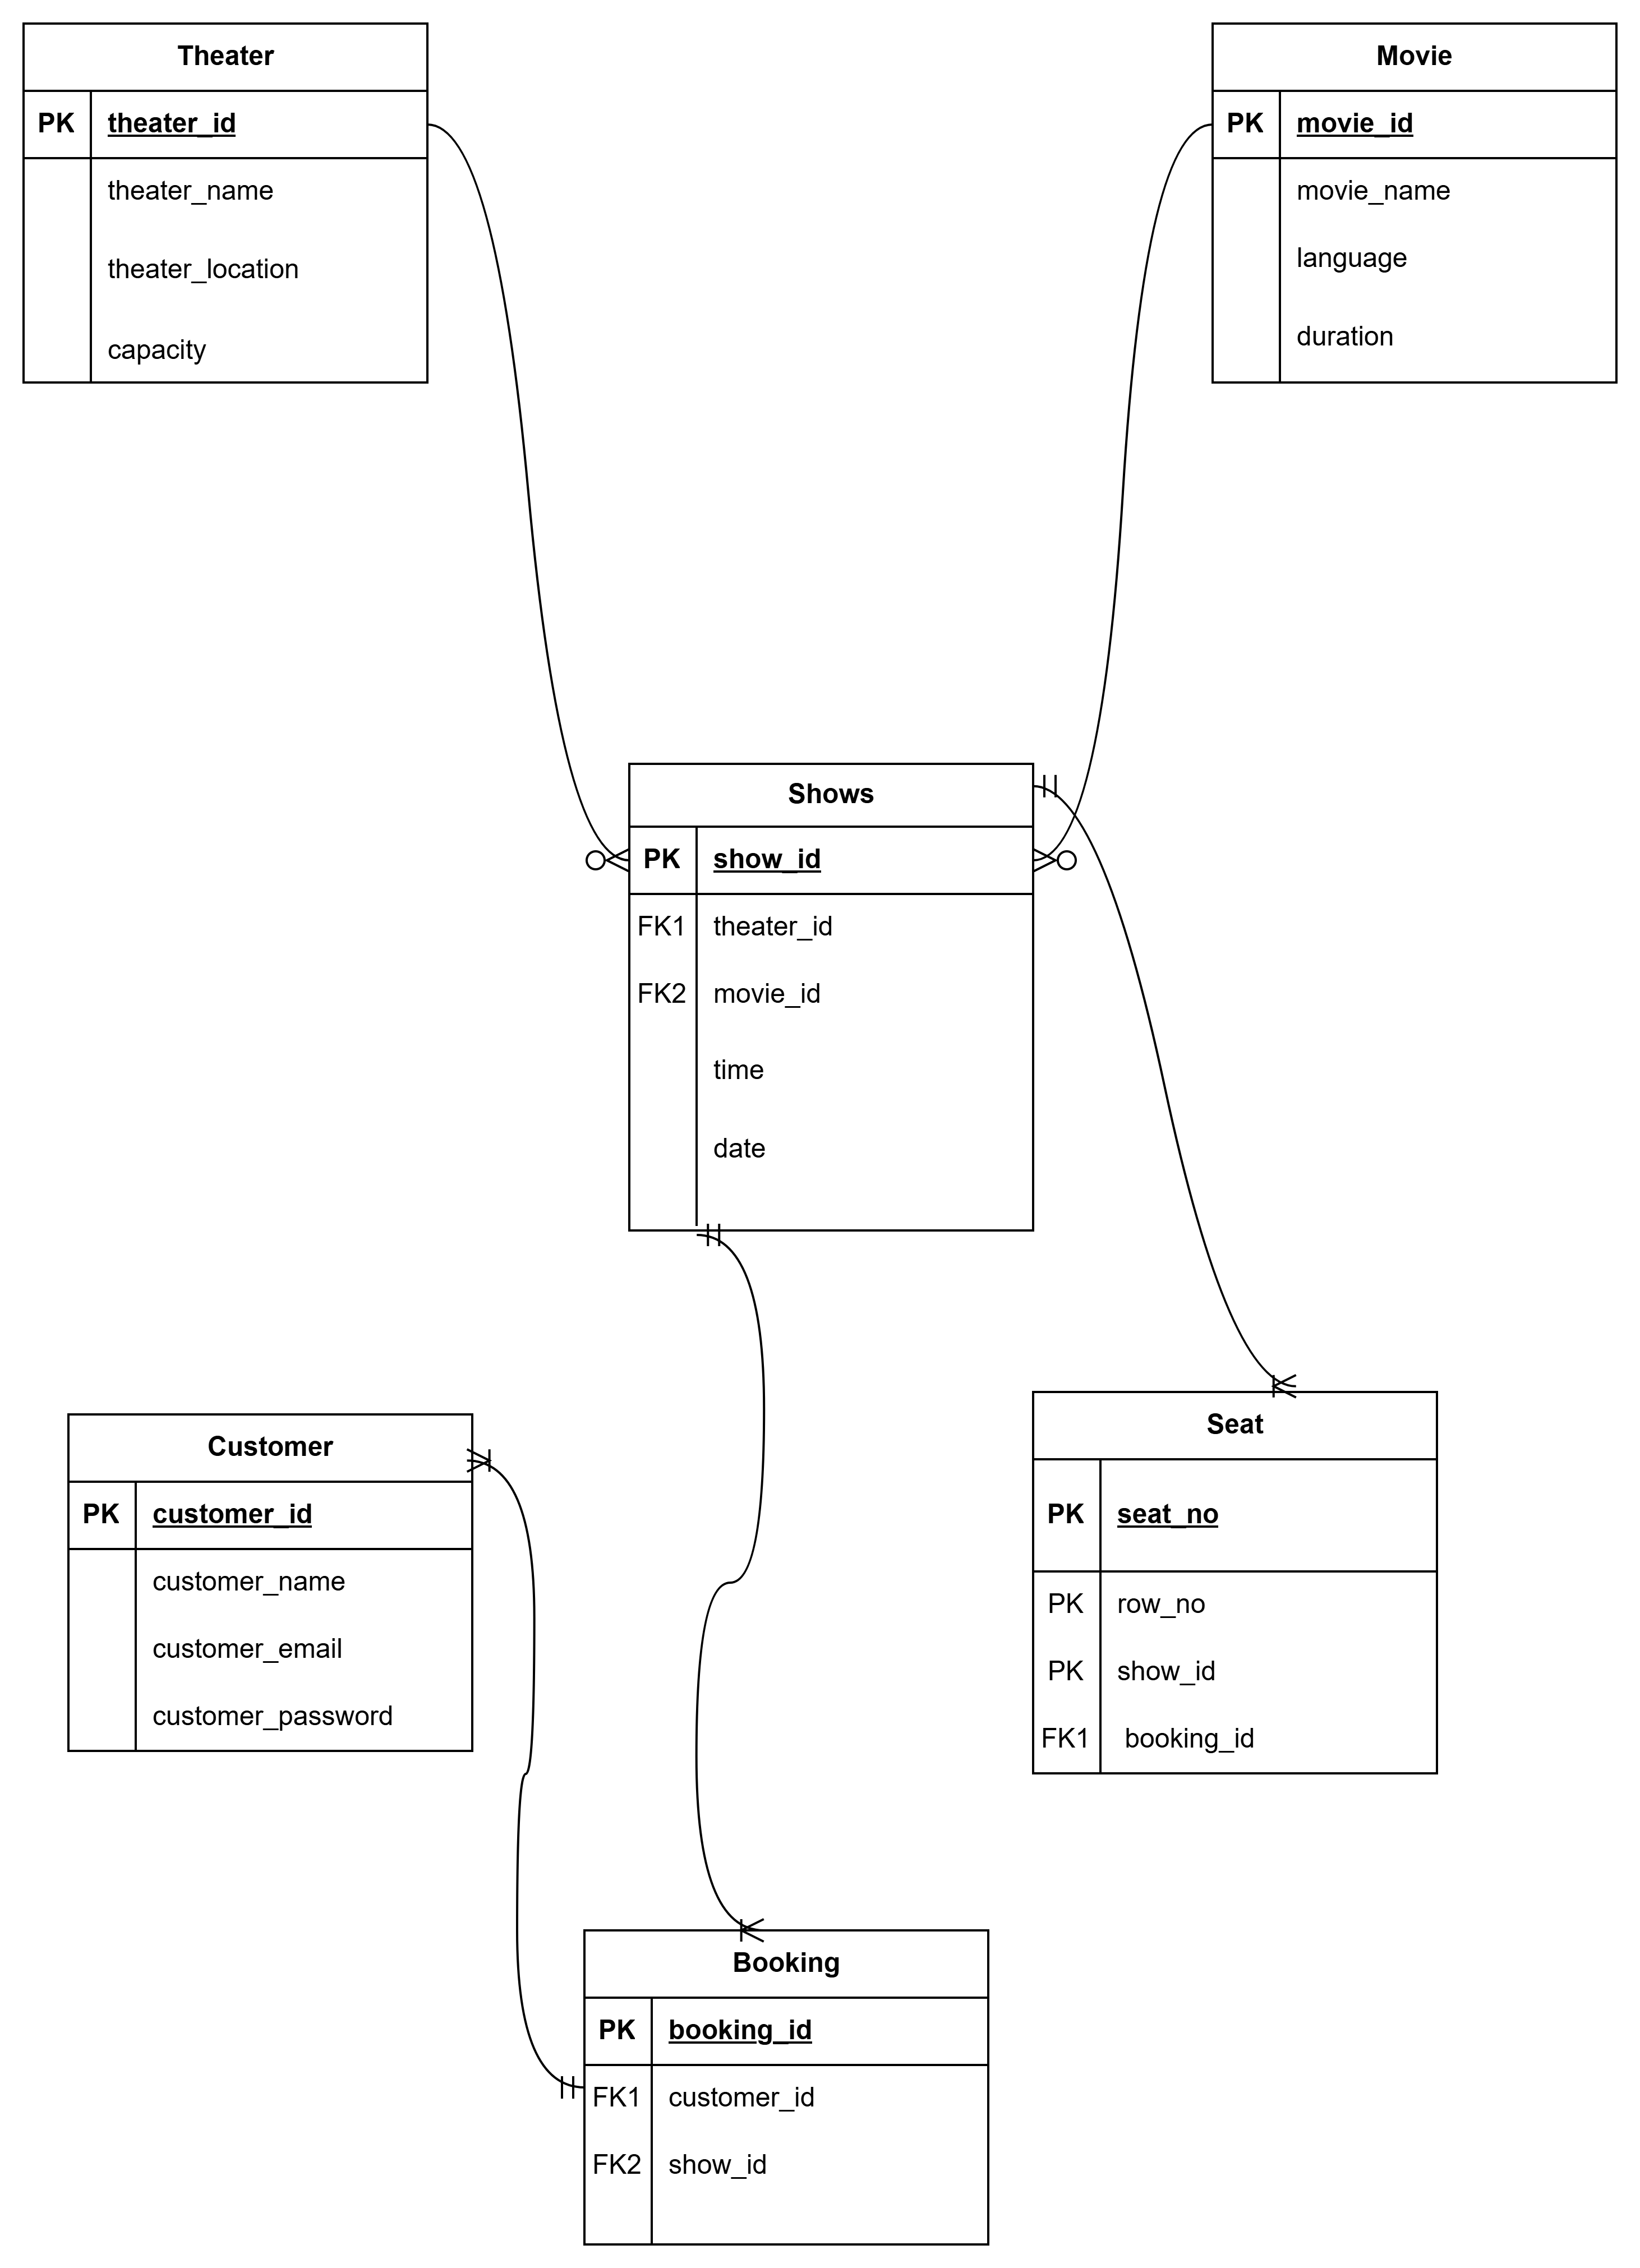 Theater
PK theater_id
theater_name
theater_location
capacity
Movie
PK movie_id
movie_name
language
duration
Shows
PK show_id
FK1 theater_id
FK2 movie_id
time
date
Customer
PK customer_id
customer_name
customer_email
customer_password
Seat
PK seat_no
PK row_no
PK show_id
FK1 booking_id
Booking
PK booking_id
FK1 customer_id
FK2 show_id